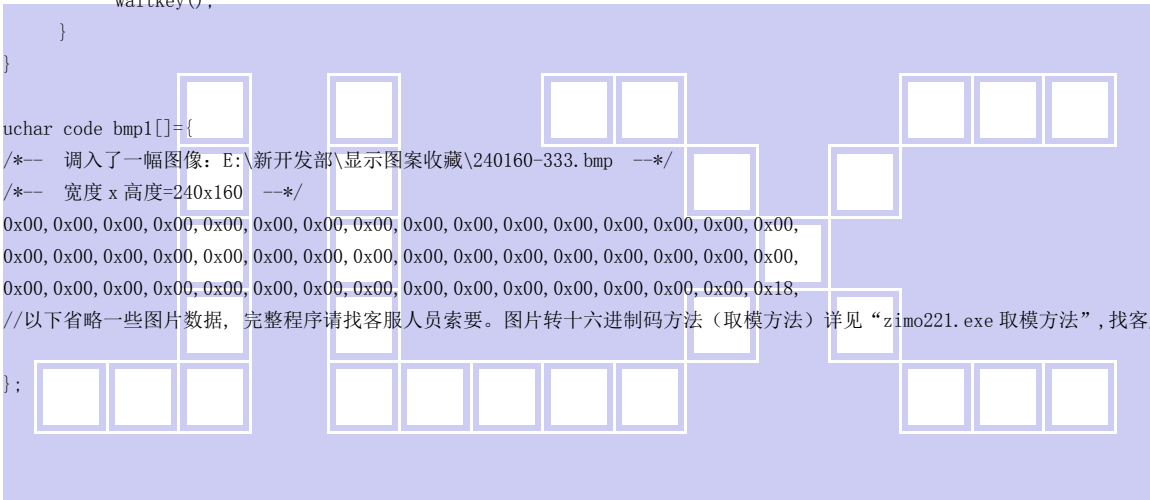 waitkey();
}
}
uchar code bmp1[]={
/*-- 调入了一幅图像：E:\新开发部\显示图案收藏\240160-333.bmp --*/
/*-- 宽度 x 高度=240x160 --*/
0x00,0x00,0x00,0x00,0x00,0x00,0x00,0x00,0x00,0x00,0x00,0x00,0x00,0x00,0x00,0x00,
0x00,0x00,0x00,0x00,0x00,0x00,0x00,0x00,0x00,0x00,0x00,0x00,0x00,0x00,0x00,0x00,
0x00,0x00,0x00,0x00,0x00,0x00,0x00,0x00,0x00,0x00,0x00,0x00,0x00,0x00,0x00,0x18,
//以下省略一些图片数据, 完整程序请找客服人员索要。图片转十六进制码方法（取模方法）详见“zimo221.exe 取模方法”,找客
};